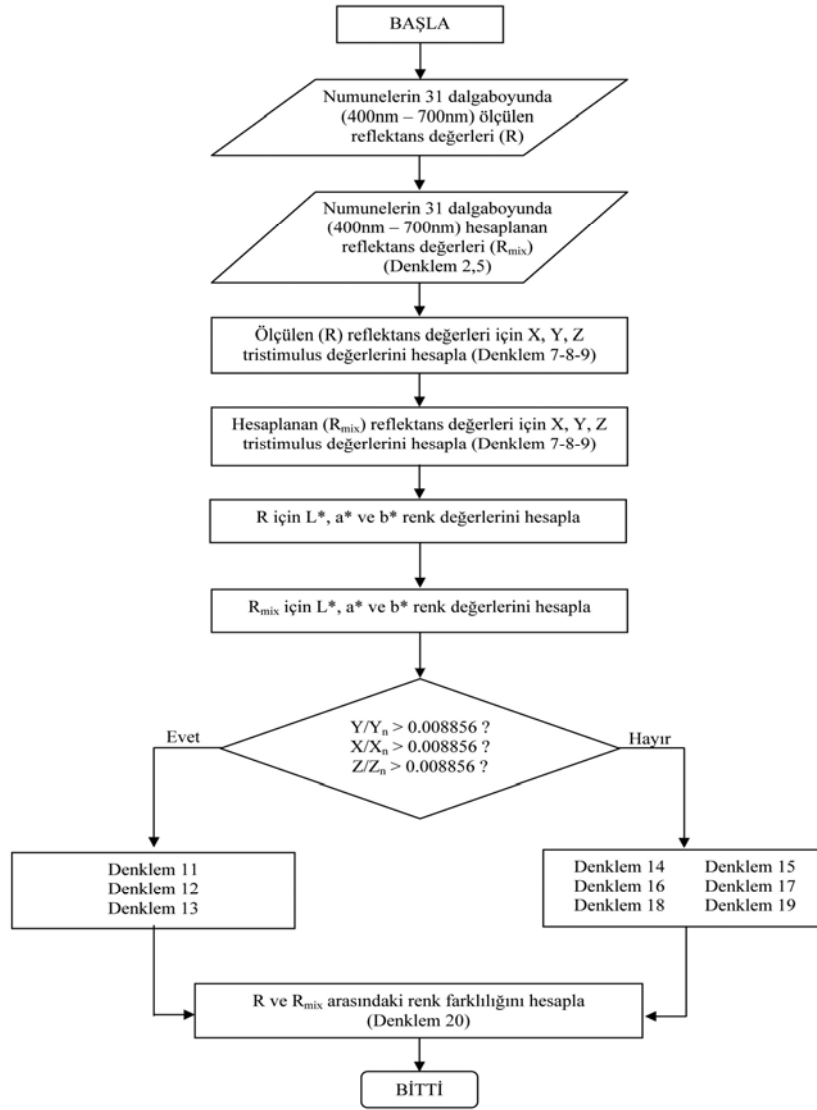 BAŞLA
Numunelerin 31 dalgaboyunda
(400nm – 700nm) ölçülen
reflektans değerleri (R)
Numunelerin 31 dalgaboyunda
(400nm – 700nm) hesaplanan
reflektans değerleri (Rmix)
(Denklem 2,5)
Ölçülen (R) reflektans değerleri için X, Y, Z
tristimulus değerlerini hesapla (Denklem 7-8-9)
Hesaplanan (Rmix) reflektans değerleri için X, Y, Z
tristimulus değerlerini hesapla (Denklem 7-8-9)
R için L*, a* ve b* renk değerlerini hesapla
Rmix için L*, a* ve b* renk değerlerini hesapla
Y/Yn > 0.008856 ?
X/Xn > 0.008856 ?
Z/Zn > 0.008856 ?
Evet
Hayır
Denklem 11
Denklem 12
Denklem 13
Denklem 14 Denklem 15
Denklem 16 Denklem 17
Denklem 18 Denklem 19
R ve Rmix arasındaki renk farklılığını hesapla
(Denklem 20)
BİTTİ